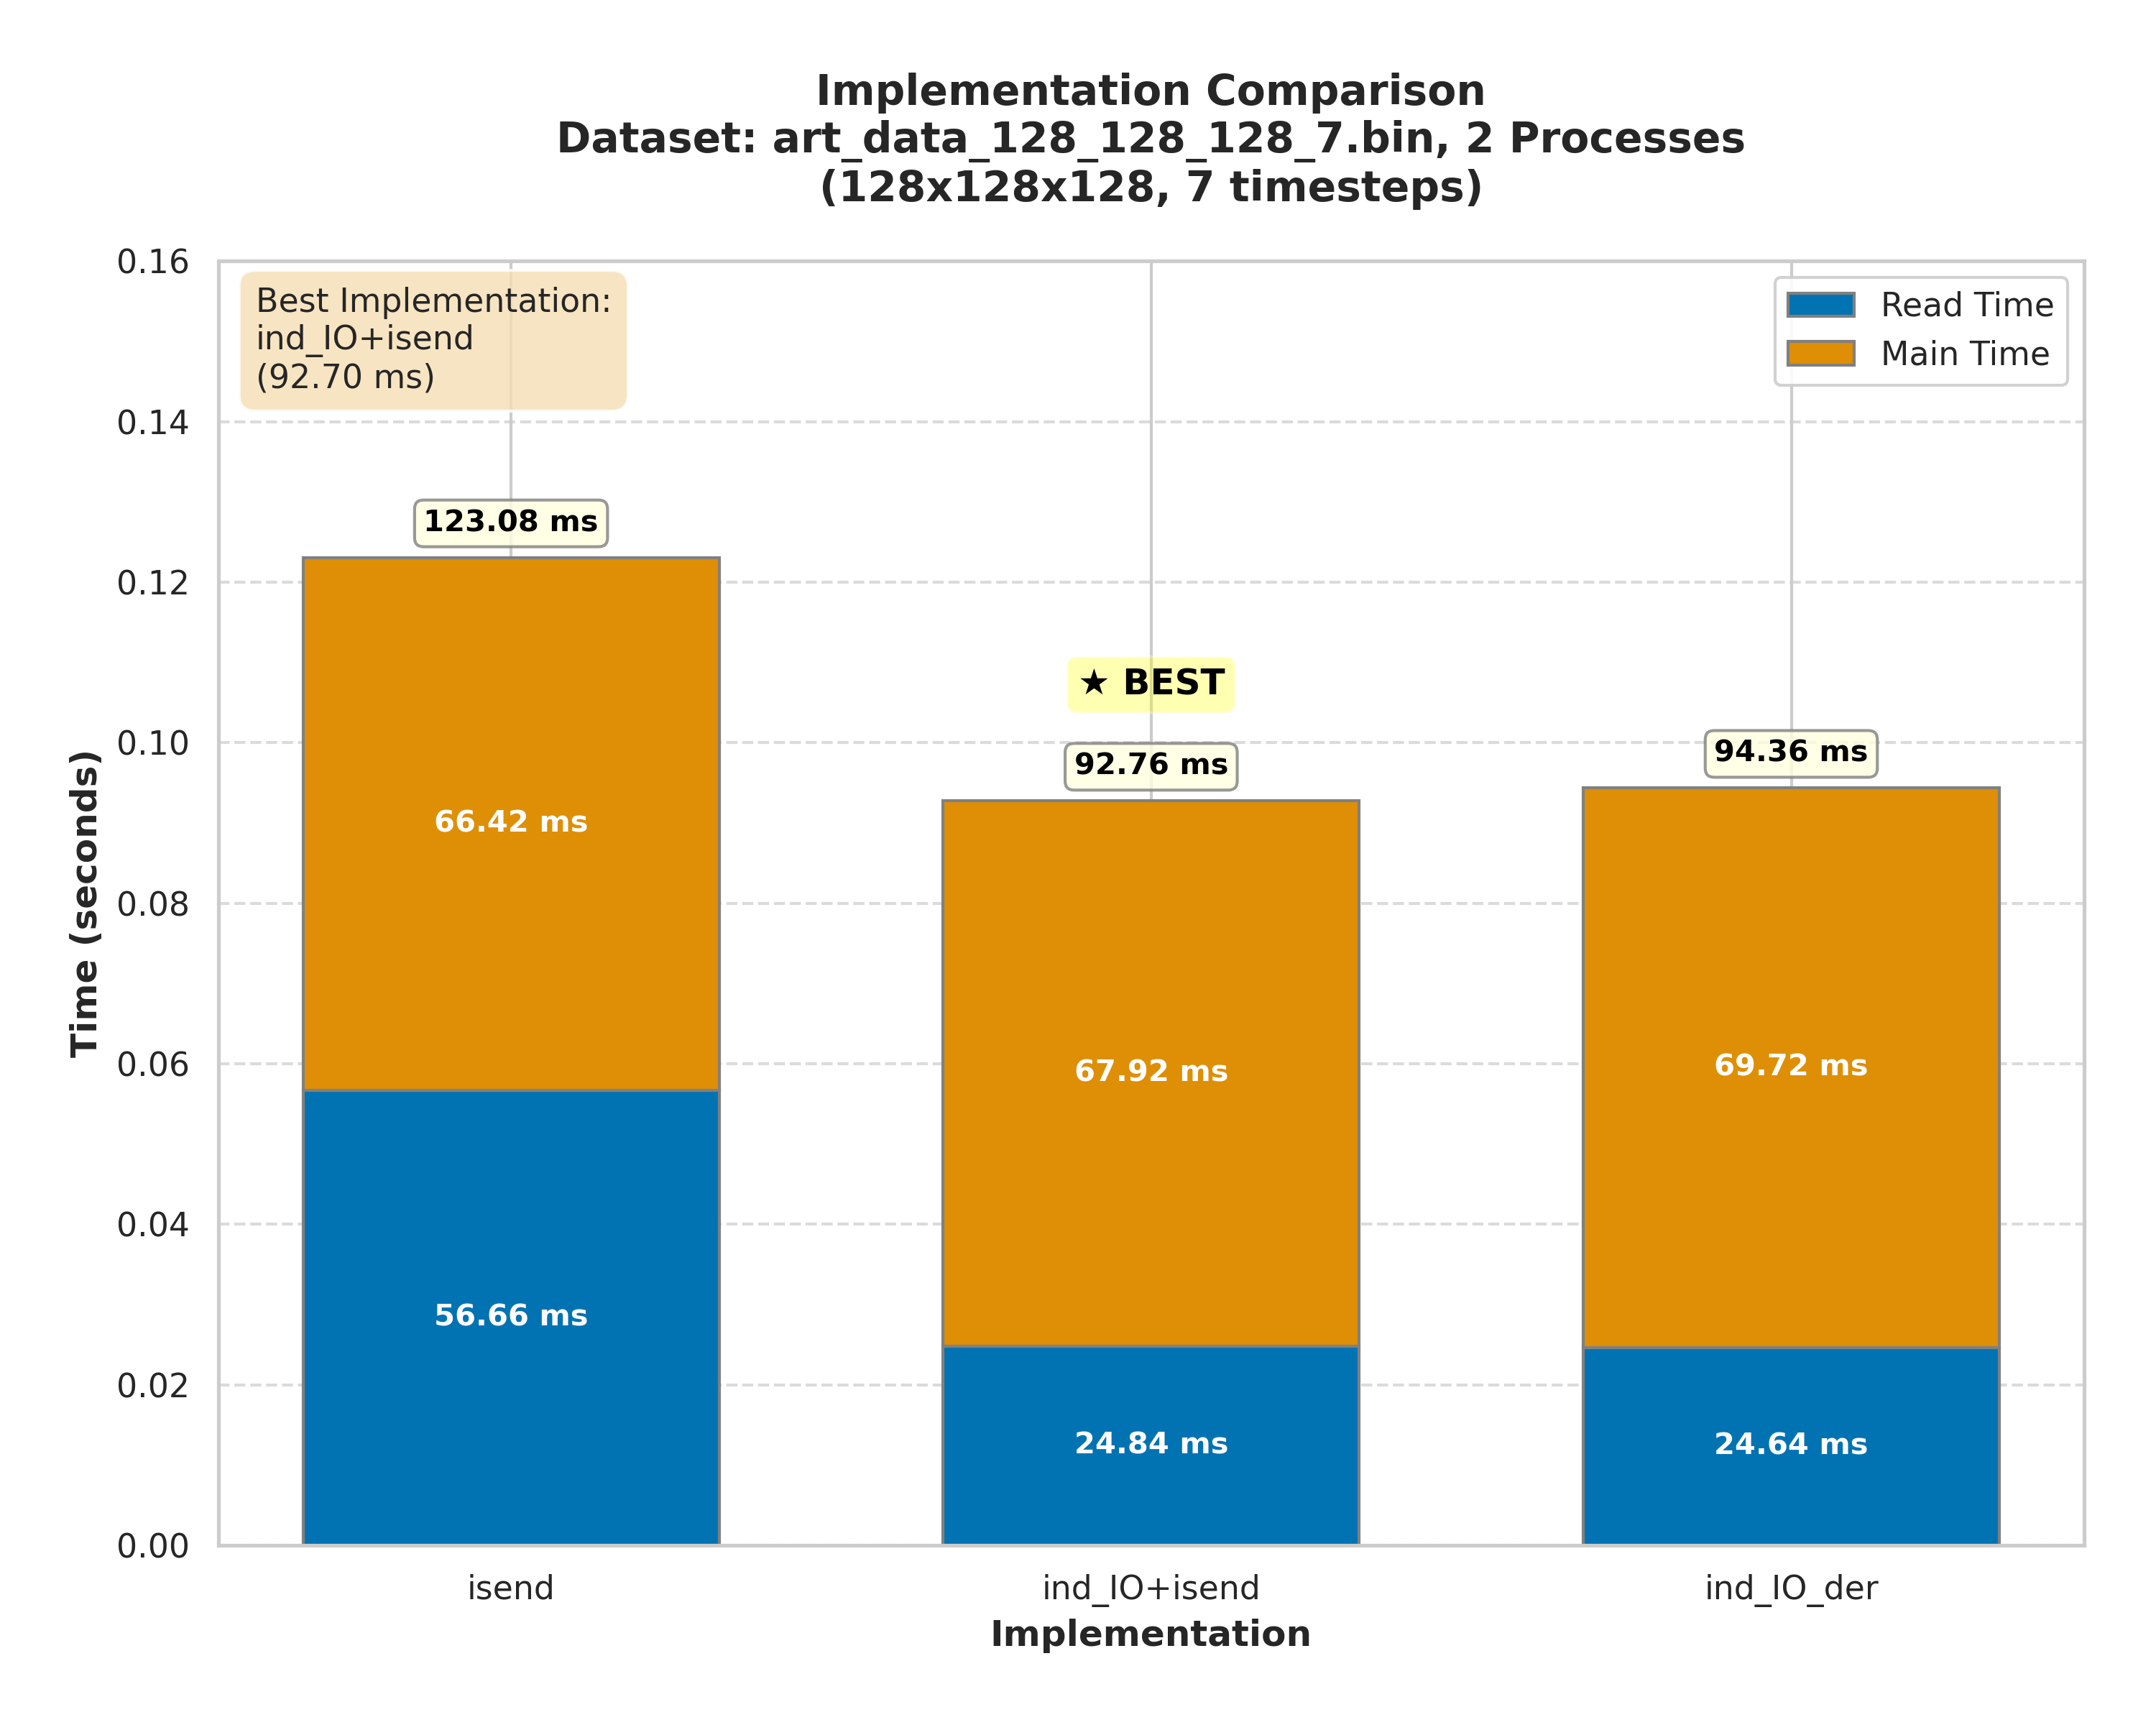 Implementation Comparison
Dataset: art_data_128_128_128_7.bin, 2 Processes
(128x128x128, 7 timesteps)
Best Implementation:
ind_IO+isend
(92.70 ms)
Read Time
Main Time
0.16
0.14
0.12
0.10
0.08
0.06
0.04
0.02
0.00
Time (seconds)
123.08 ms
66.42 ms
56.66 ms
★ BEST
92.76 ms
67.92 ms
24.84 ms
94.36 ms
69.72 ms
24.64 ms
isend
ind_IO+isend
ind_IO_der
Implementation